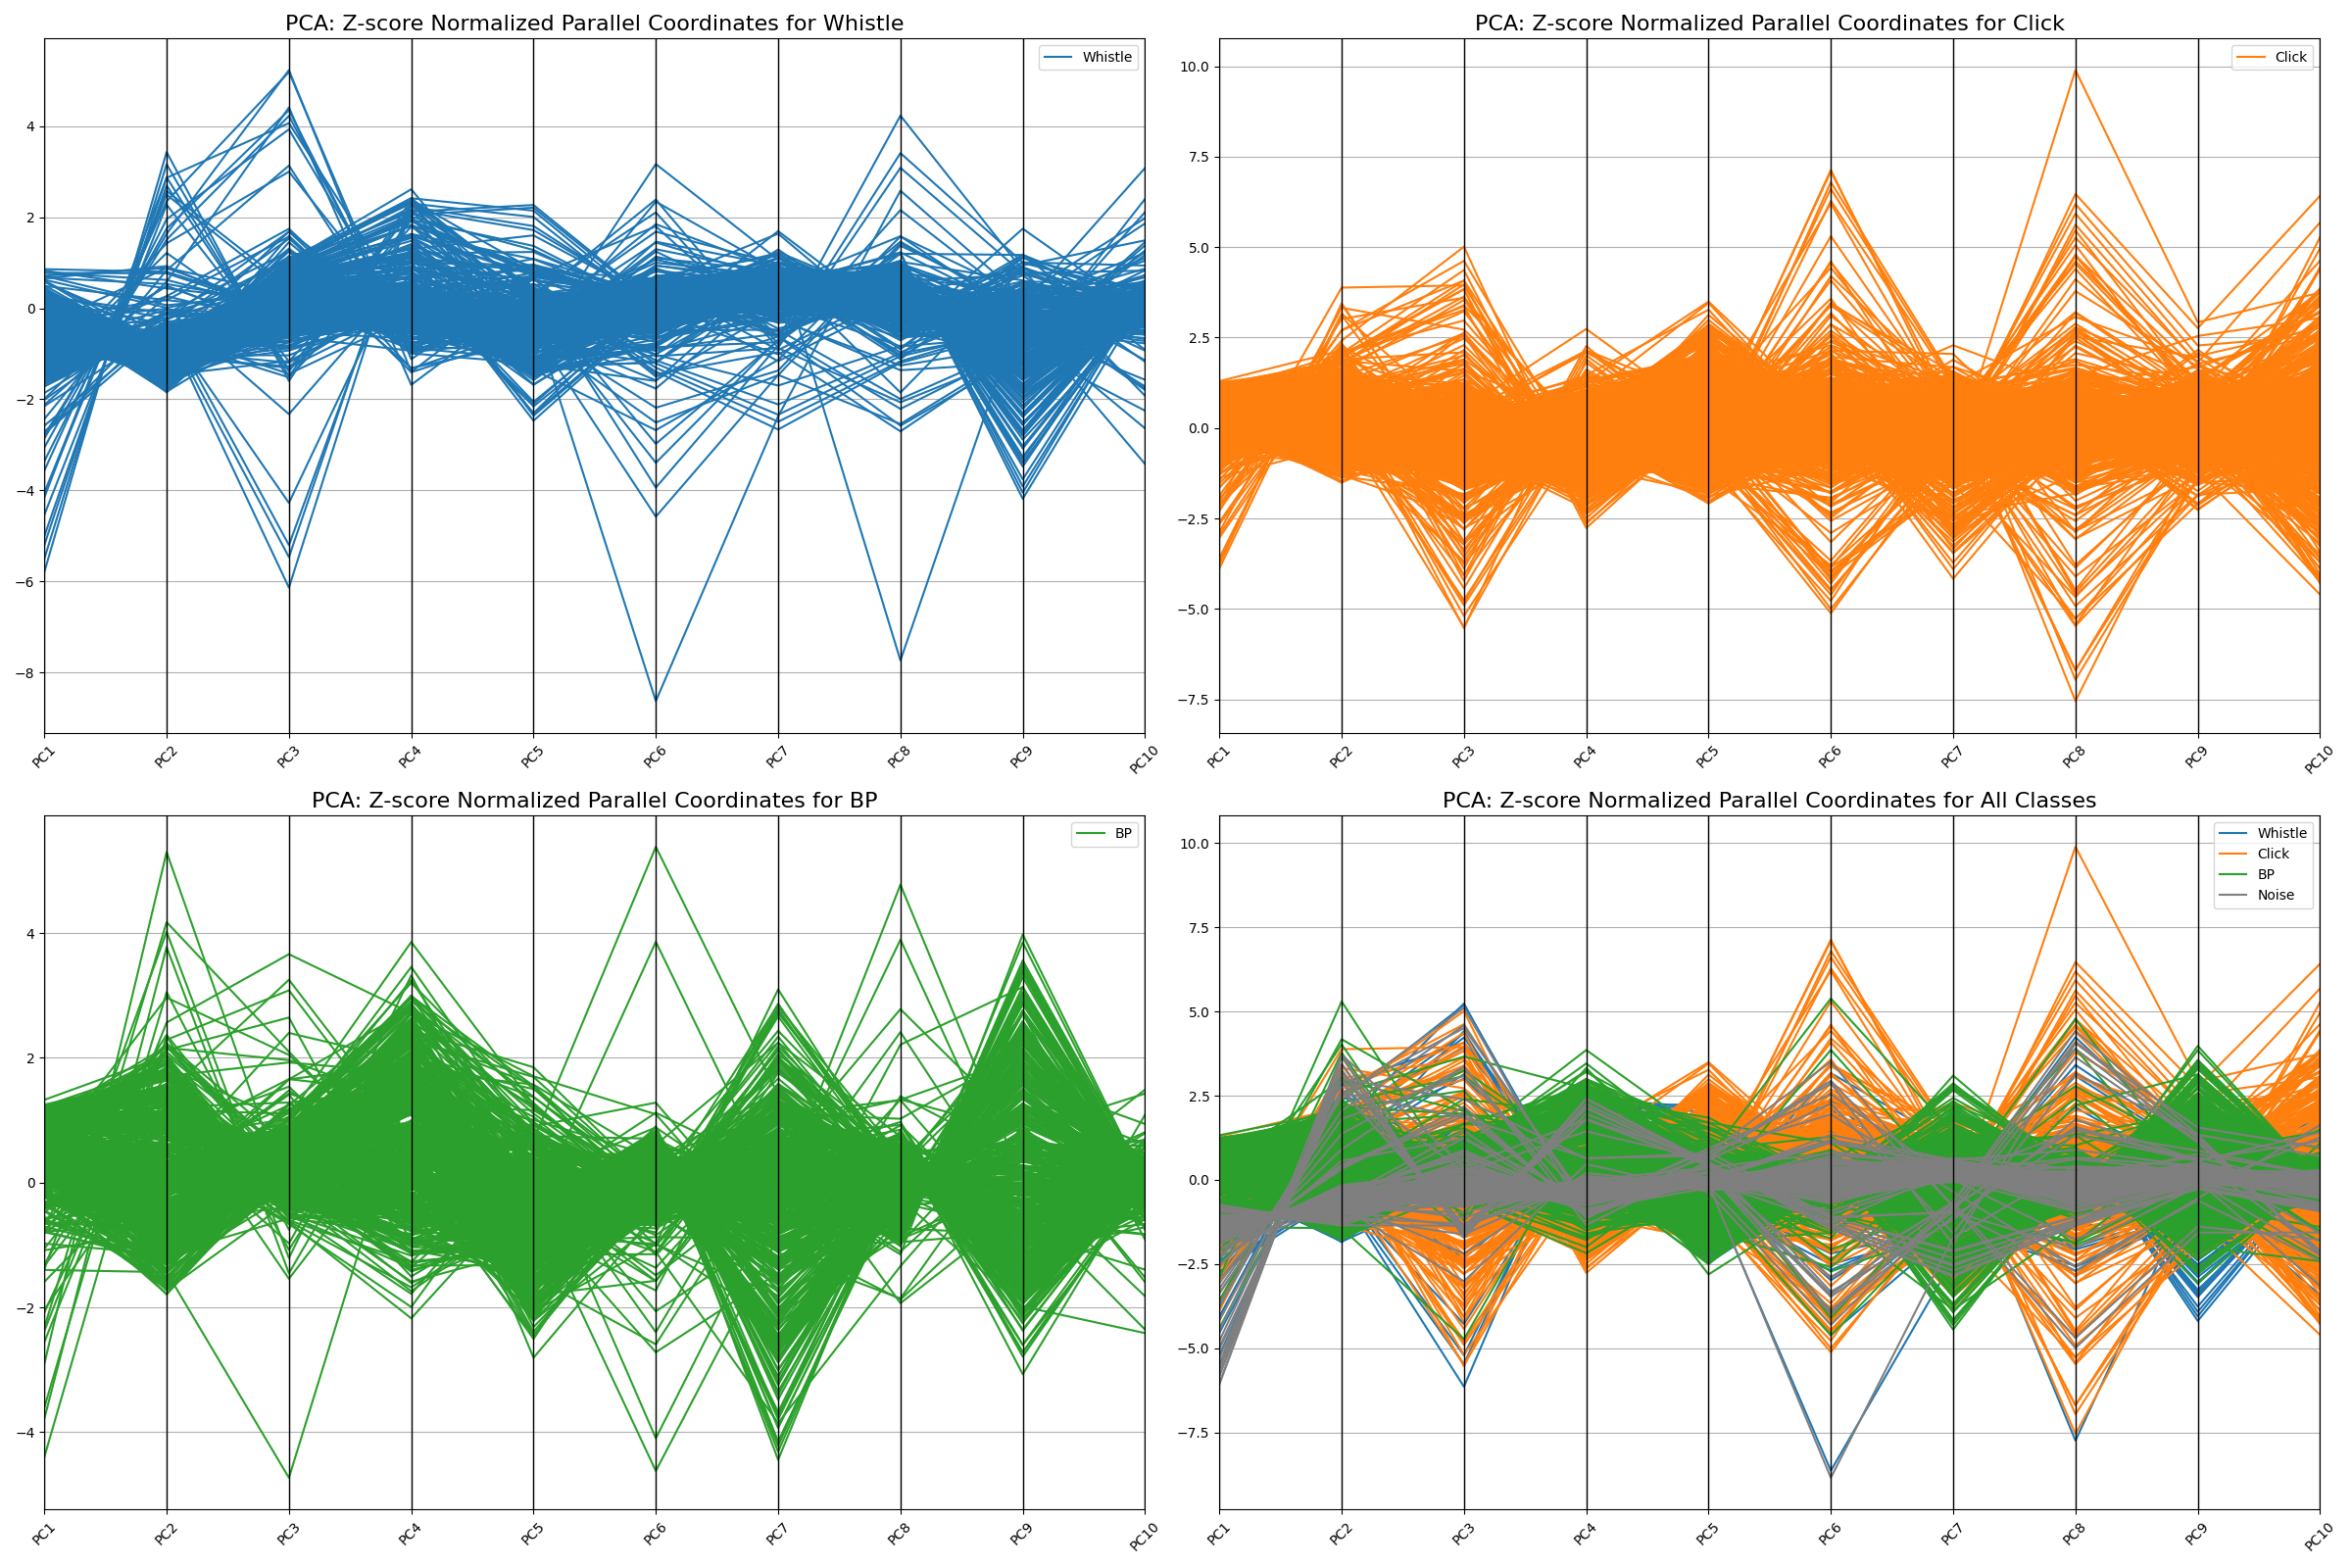 PCA: Z-score Normalized Parallel Coordinates for Whistle
Whistle
4
2
0
−2
−4
−6
−8
PC1
PC2
PC3
PC4
PC5
PC6
PC7
PC8
PC9
PC10
PCA: Z-score Normalized Parallel Coordinates for Click
Click
10.0
7.5
5.0
2.5
0.0
−2.5
−5.0
−7.5
PC1
PC2
PC3
PC4
PC5
PC6
PC7
PC8
PC9
PC10
PCA: Z-score Normalized Parallel Coordinates for BP
BP
4
2
0
−2
−4
PC1
PC2
PC3
PC4
PC5
PC6
PC7
PC8
PC9
PC10
PCA: Z-score Normalized Parallel Coordinates for All Classes
Whistle
Click
BP
Noise
10.0
7.5
5.0
2.5
0.0
−2.5
−5.0
−7.5
PC1
PC2
PC3
PC4
PC5
PC6
PC7
PC8
PC9
PC10